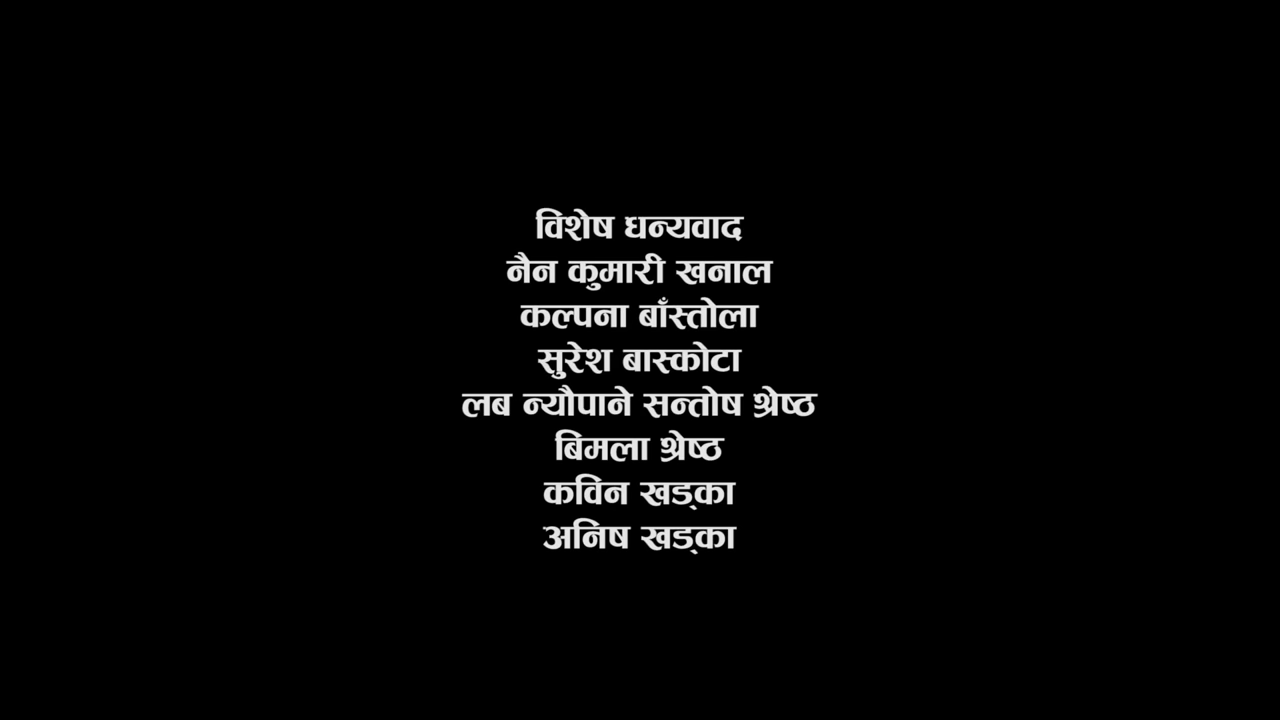 विशेष धन्यवाद
नैन कुमारी खनाल
कल्पना बाँस्तोला
सुरेश बास्कोटा
लब न्यौपाने सन्तोष श्रेष्ठ
बिमला श्रेष्ठ
कविन खड्का
अनिष खड्का